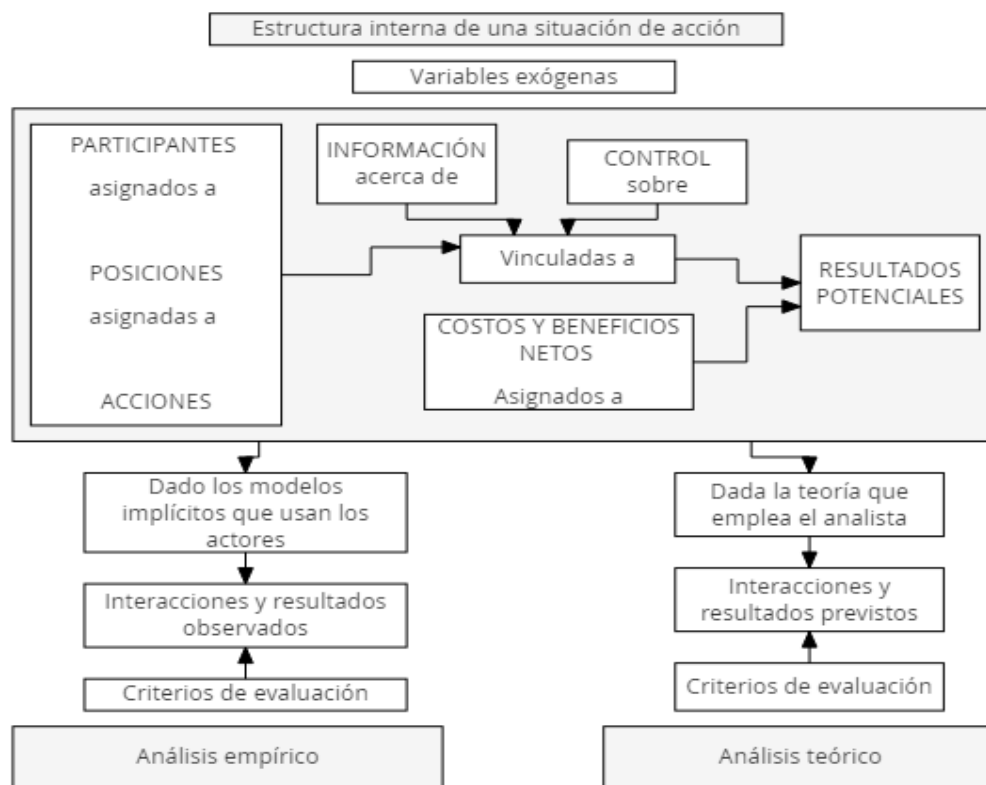 Estructura interna de una situación de acción
Variables exógenas
PARTICIPANTES
asignados a
POSICIONES
asignadas a
ACCIONES
INFORMACIÓN
acerca de
CONTROL
sobre
Vinculadas a
COSTOS Y BENEFICIOS
NETOS
Asignados a
RESULTADOS
POTENCIALES
Dado los modelos
implícitos que usan los
actores
Interacciones y resultados
observados
Criterios de evaluación
Análisis empírico
Dada la teoría que
emplea el analista
Interacciones y
resultados previstos
Criterios de evaluación
Análisis teórico